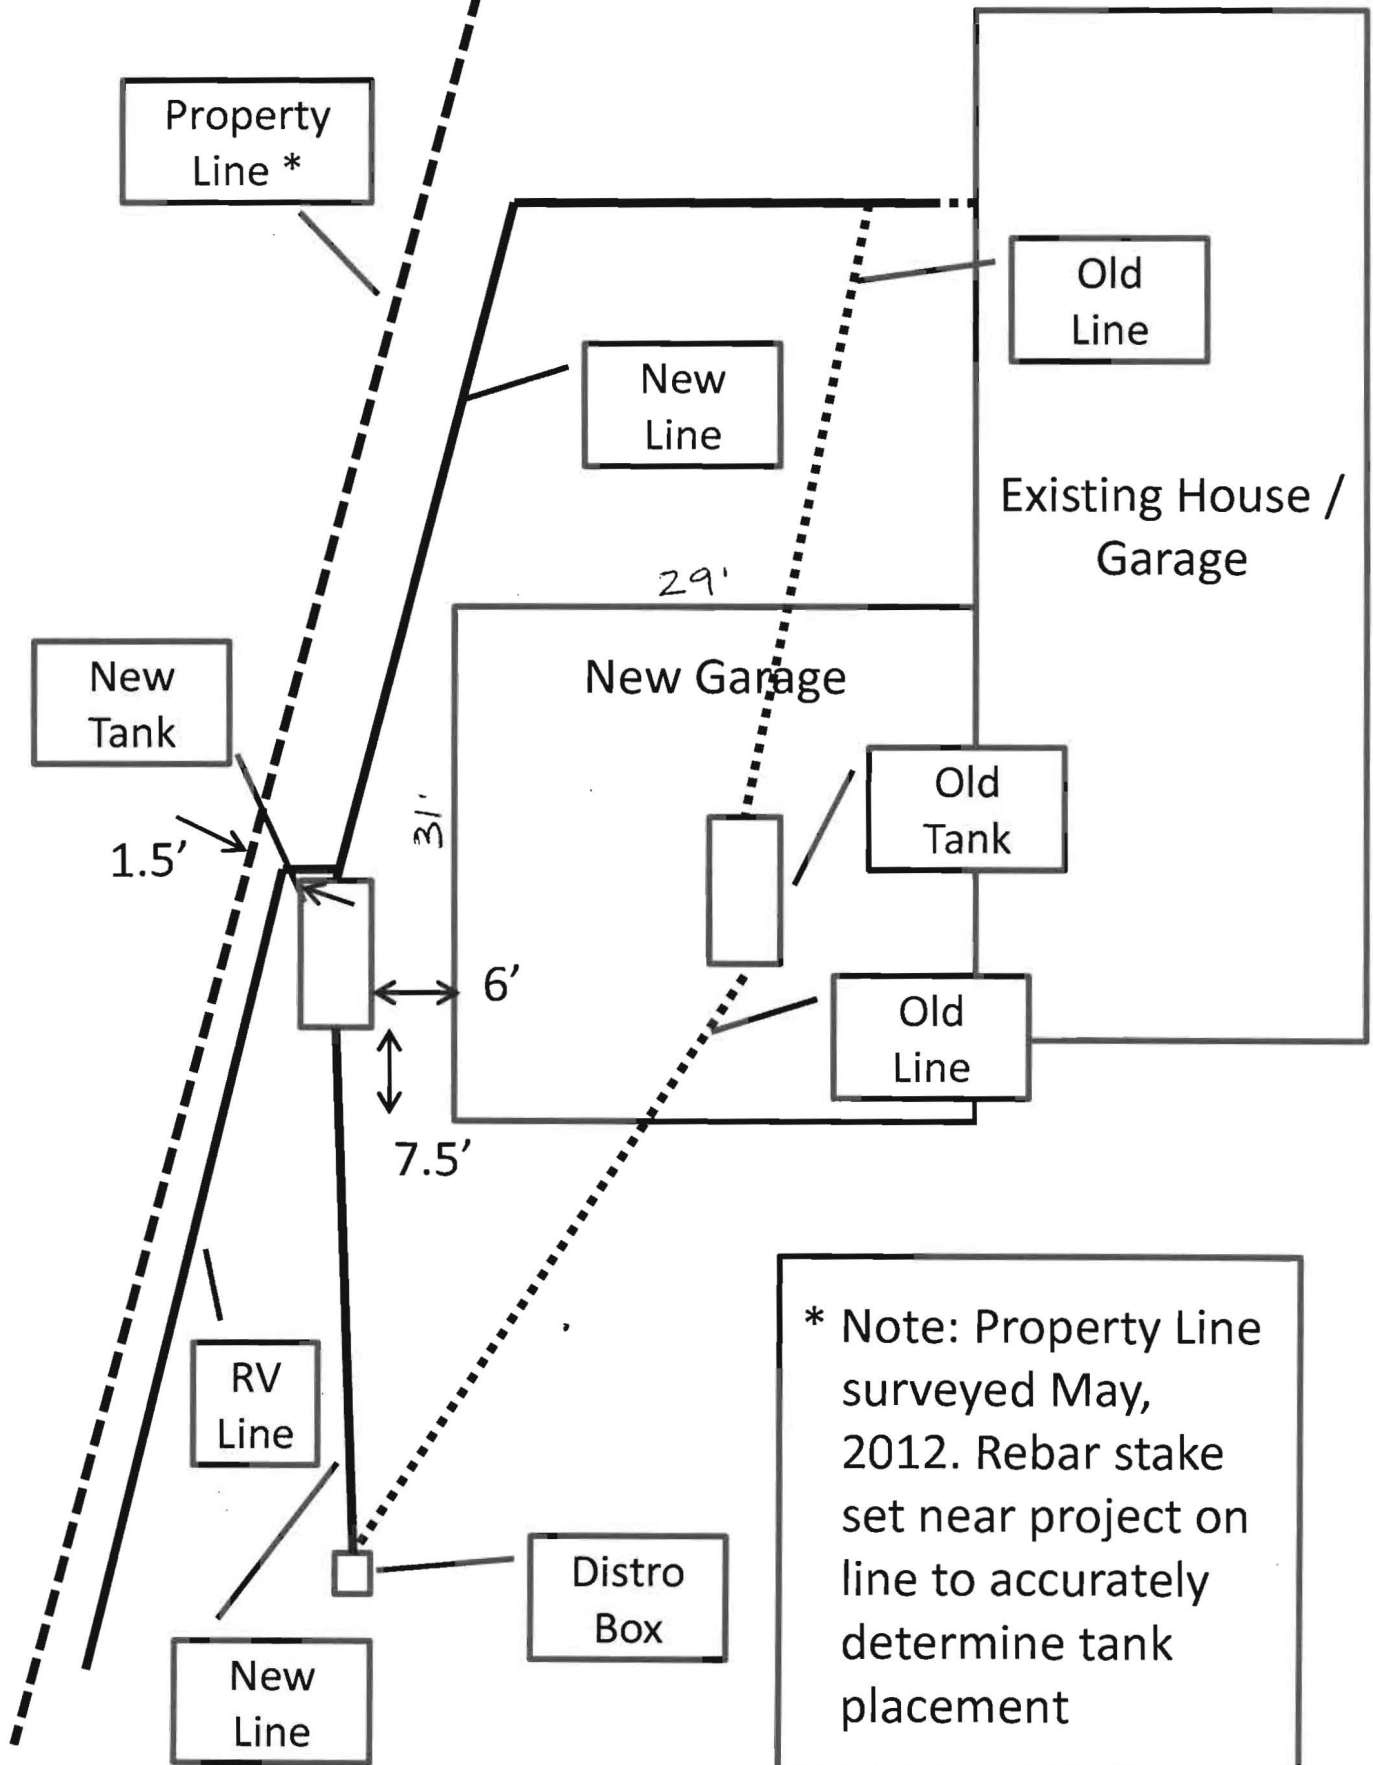 Property
Line *
Old
Line
New
Line
Existing House /
Garage
29'
New Garage
New
Tank
Old
Tank
31'
1.5’
6’
Old
Line
7.5’
* Note: Property Line
surveyed May,
2012. Rebar stake
set near project on
line to accurately
determine tank
placement
RV
Line
Distro
Box
New
Line